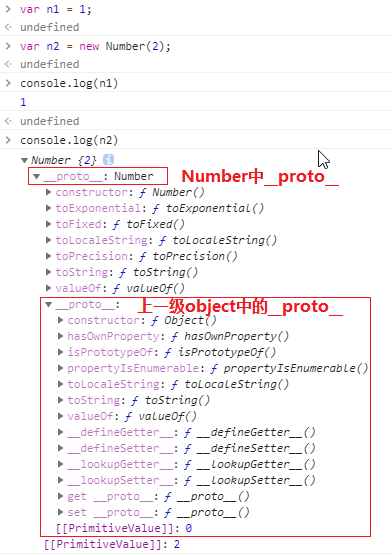 > var n1 = 1;
< undefined
> var n2 = new Number(2);
< undefined
> console.log(n1)
1
< undefined
> console.log(n2)
▼ Number {2} i
▼ __proto__: Number Number中__proto__
▶ constructor: ƒ Number()
▶ toExponential: ƒ toExponential()
▶ toFixed: ƒ toFixed()
▶ toLocaleString: ƒ toLocaleString()
▶ toPrecision: ƒ toPrecision()
▶ toString: ƒ toString()
▶ valueOf: ƒ valueOf()
▼ __proto__: 上一级object中的__proto__
▶ constructor: ƒ Object()
▶ hasOwnProperty: ƒ hasOwnProperty()
▶ isPrototypeOf: ƒ isPrototypeOf()
▶ propertyIsEnumerable: ƒ propertyIsEnumerable()
▶ toLocaleString: ƒ toLocaleString()
▶ toString: ƒ toString()
▶ valueOf: ƒ valueOf()
▶ __defineGetter__: ƒ __defineGetter__()
▶ __defineSetter__: ƒ __defineSetter__()
▶ __lookupGetter__: ƒ __lookupGetter__()
▶ __lookupSetter__: ƒ __lookupSetter__()
▶ get __proto__: ƒ __proto__()
▶ set __proto__: ƒ __proto__()
[[PrimitiveValue]]: 0
[[PrimitiveValue]]: 2